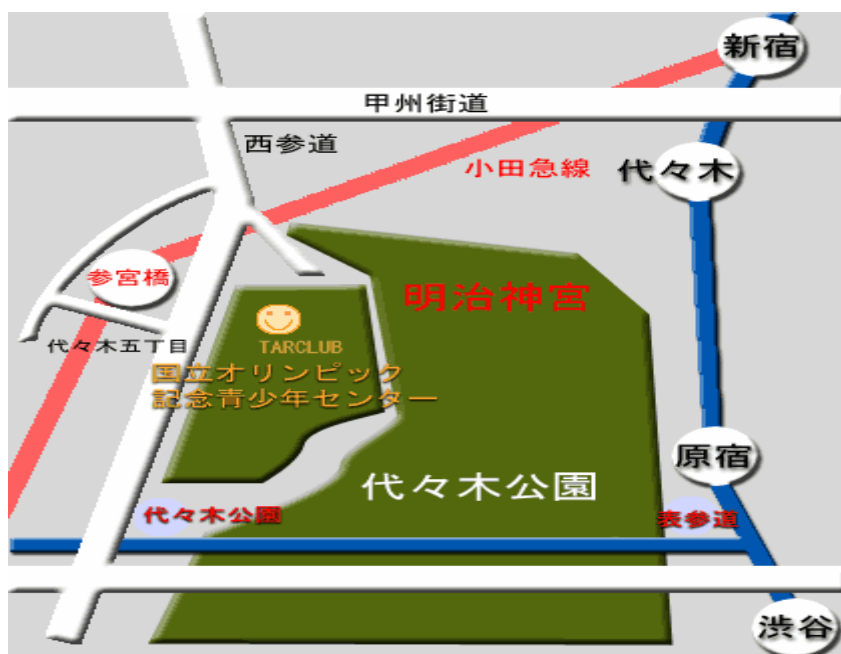 新宿
甲州街道
西参道
小田急線
代々木
参宮橋
明治神宮
代々木五丁目
TARCLUB
国立オリンピック
記念青少年センター
原宿
代々木公園
代々木公園
表参道
渋谷